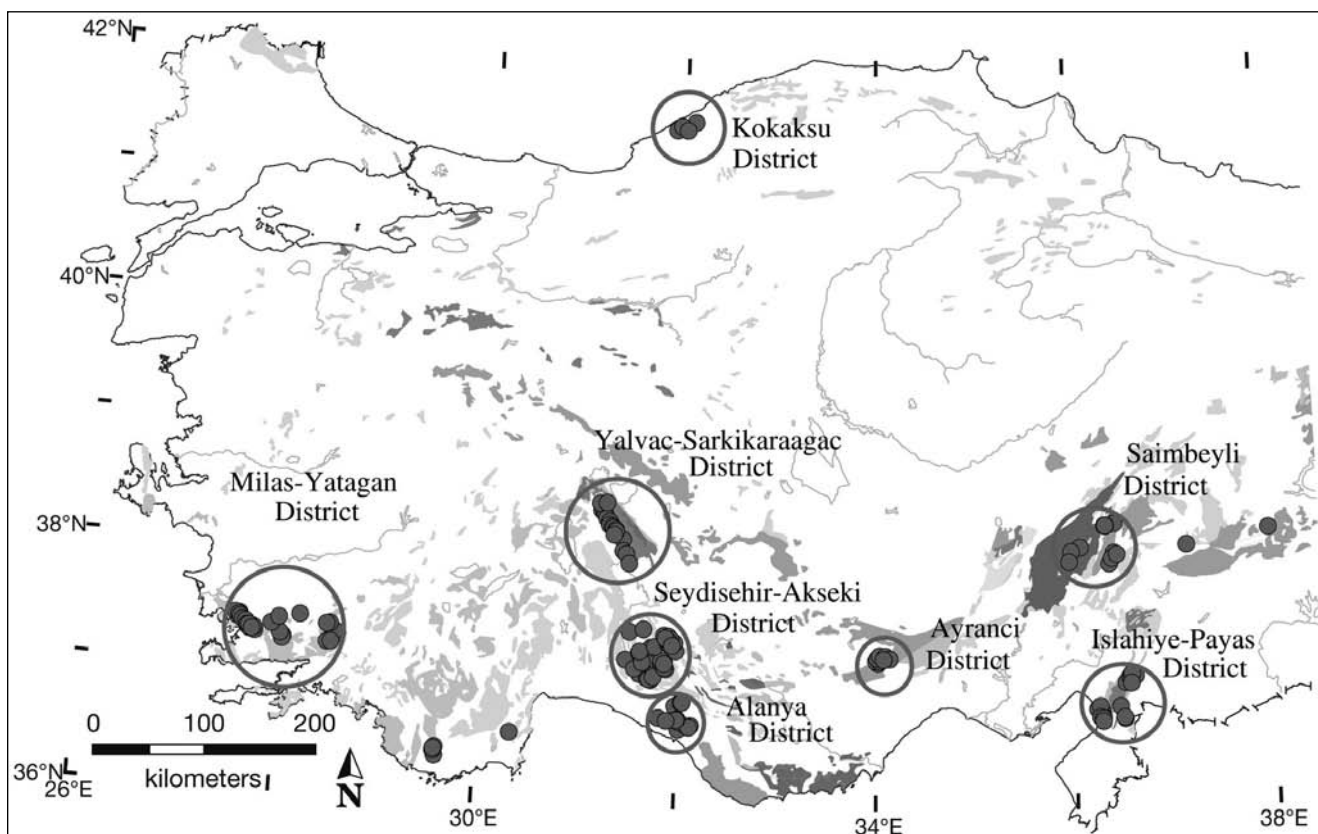 42°N
Kokaksu
District
40°N
Yalvac-Sarkikaraagac
District
Saimbeyli
District
Milas-Yatagan
District
38°N
Seydisehir-Akseki
District
Ayranci
District
Islahiye-Payas
District
Alanya
District
0 100 200
kilometers
N
36°N
26°E
30°E
34°E
38°E